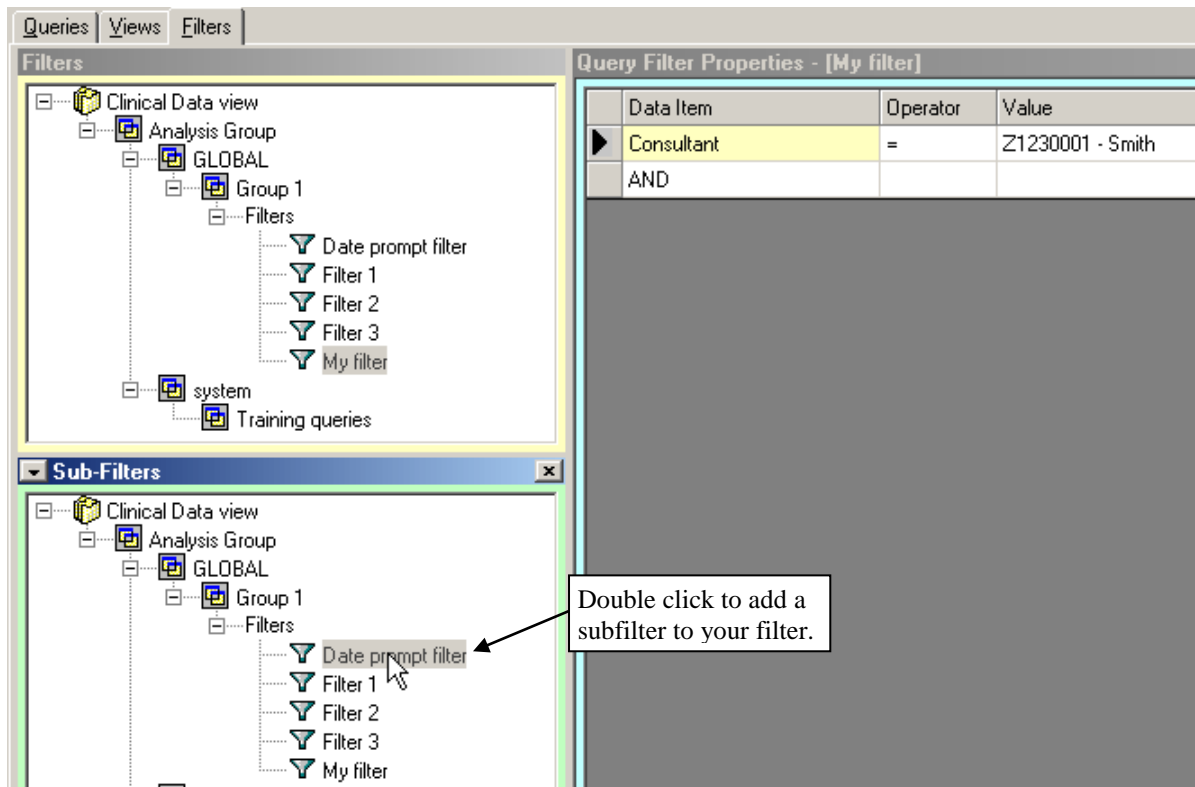 Queries Views Filters
Filters
Clinical Data view
Analysis Group
GLOBAL
Group 1
Filters
Date prompt filter
Filter 1
Filter 2
Filter 3
My filter
system
Training queries
Sub-Filters
Clinical Data view
Analysis Group
GLOBAL
Group 1
Filters
Date prompt filter
Filter 1
Filter 2
Filter 3
My filter
Query Filter Properties - [My filter]
Data Item Operator Value
Consultant = Z1230001 - Smith
AND
Double click to add a
subfilter to your filter.